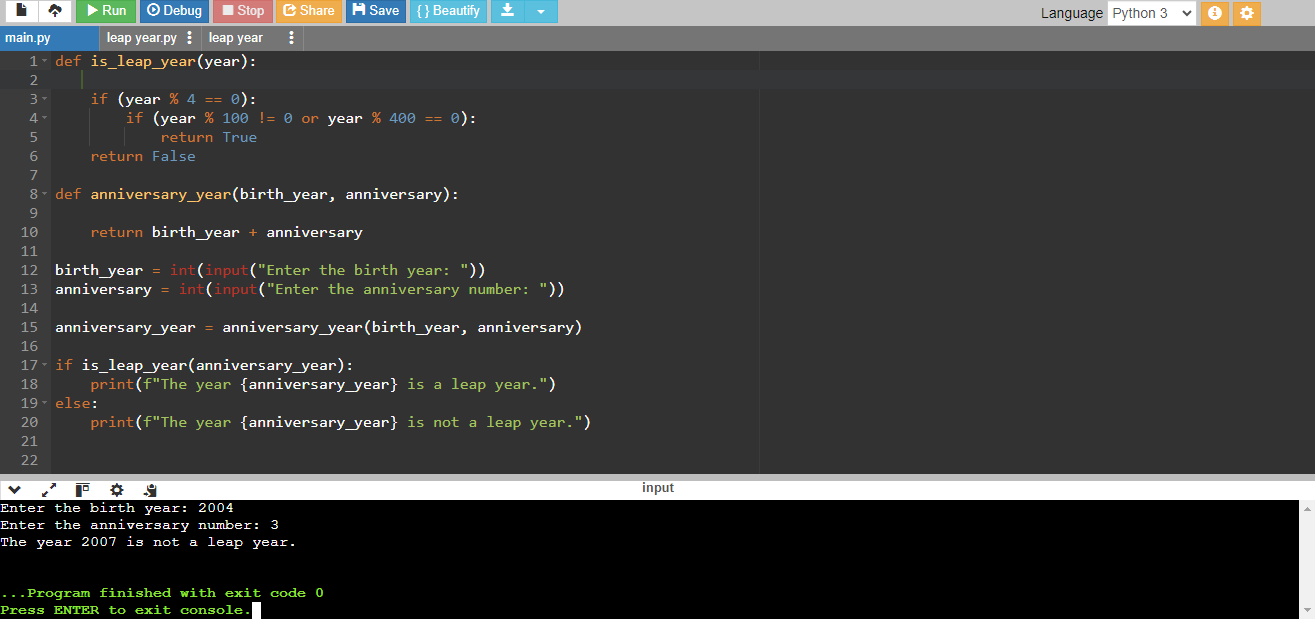 Run Debug Stop Share Save { } Beautify Language Python 3
main.py leap year.py leap year
1 def is_leap_year(year):
2
3     if (year % 4 == 0):
4         if (year % 100 != 0 or year % 400 == 0):
5             return True
6     return False
7
8 def anniversary_year(birth_year, anniversary):
9
10     return birth_year + anniversary
11
12 birth_year = int(input("Enter the birth year: "))
13 anniversary = int(input("Enter the anniversary number: "))
14
15 anniversary_year = anniversary_year(birth_year, anniversary)
16
17 if is_leap_year(anniversary_year):
18     print(f"The year {anniversary_year} is a leap year.")
19 else:
20     print(f"The year {anniversary_year} is not a leap year.")
21
22
input
Enter the birth year: 2004
Enter the anniversary number: 3
The year 2007 is not a leap year.
...Program finished with exit code 0
Press ENTER to exit console.